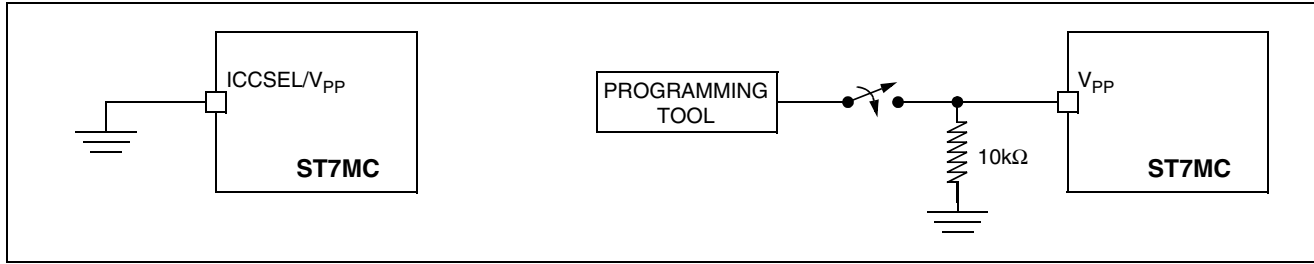 ICCSEL/VPP
ST7MC
PROGRAMMING
TOOL
VPP
10kΩ
ST7MC